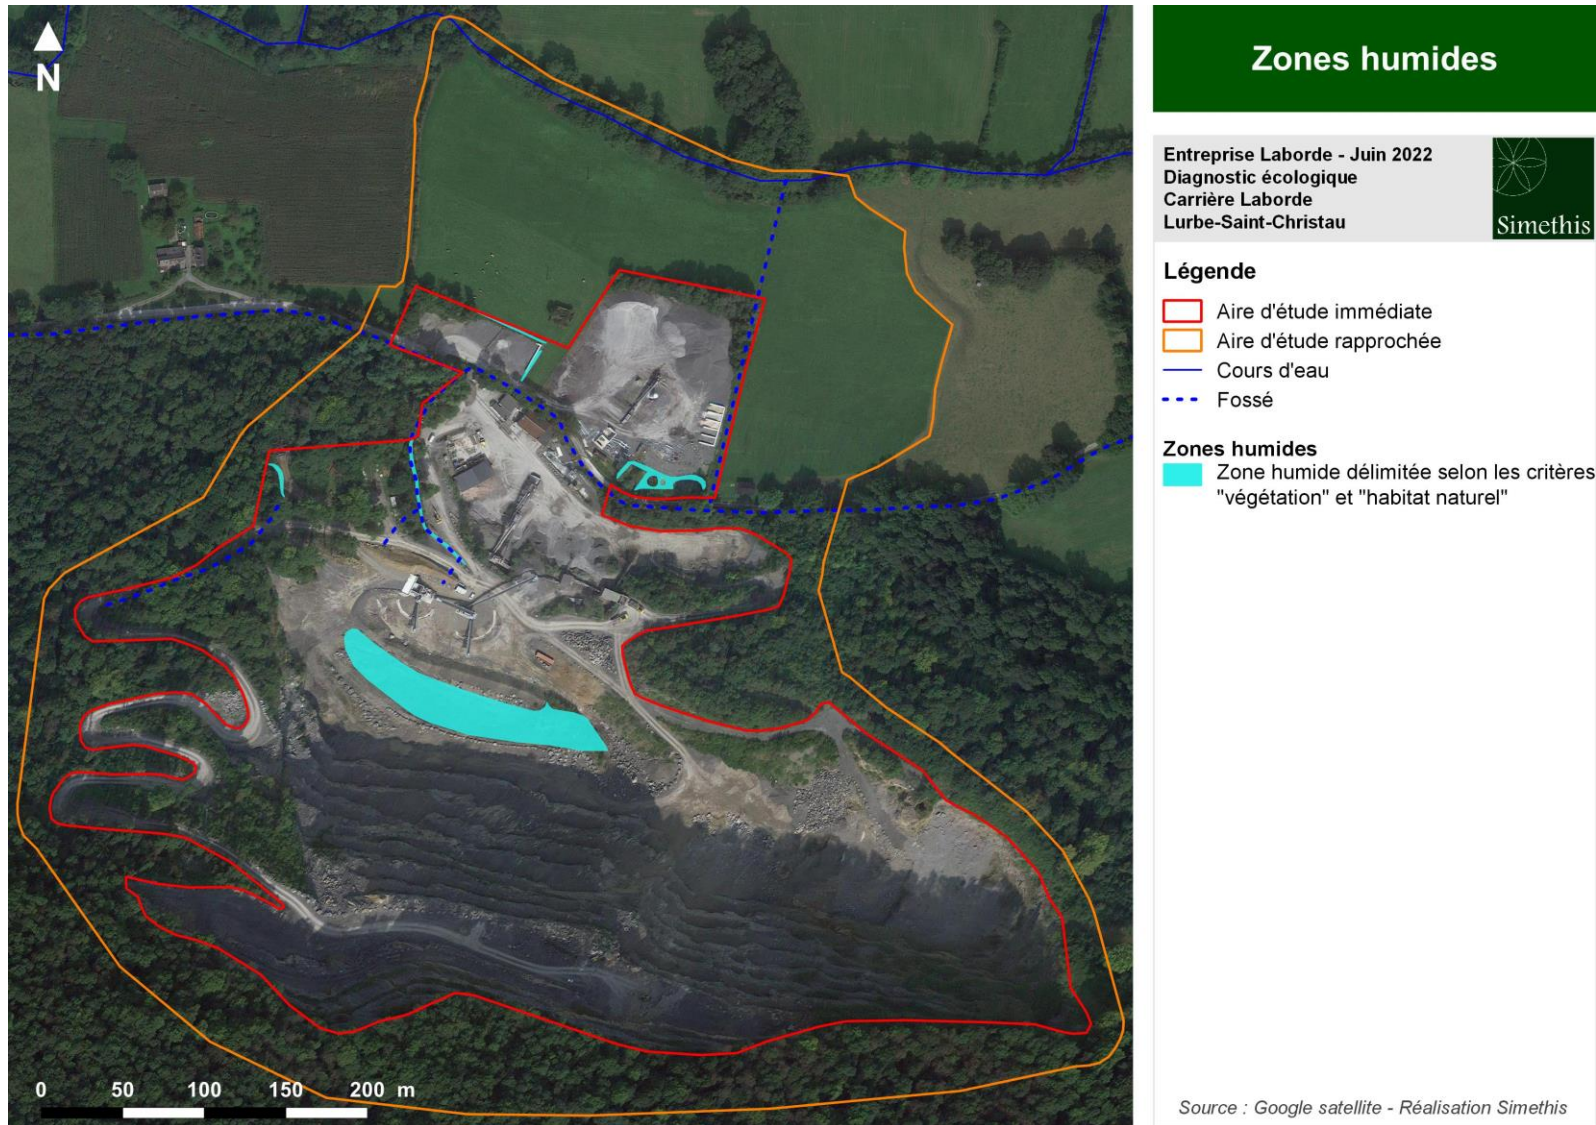 N
Zones humides
Entreprise Laborde - Juin 2022
Diagnostic écologique
Carrière Laborde
Lurbe-Saint-Christau
Simethis
Légende
Aire d'étude immédiate
Aire d'étude rapprochée
Cours d'eau
Fossé
Zones humides
Zone humide délimitée selon les critères
"végétation" et "habitat naturel"
0 50 100 150 200 m
Source : Google satellite - Réalisation Simethis